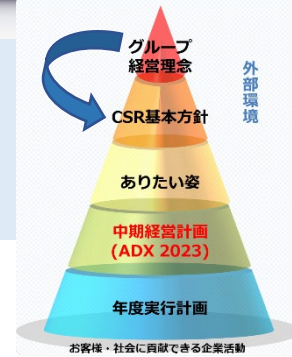 グループ
経営理念
外部環境
CSR基本方針
ありたい姿
中期経営計画
(ADX 2023)
年度実行計画
お客様・社会に貢献できる企業活動